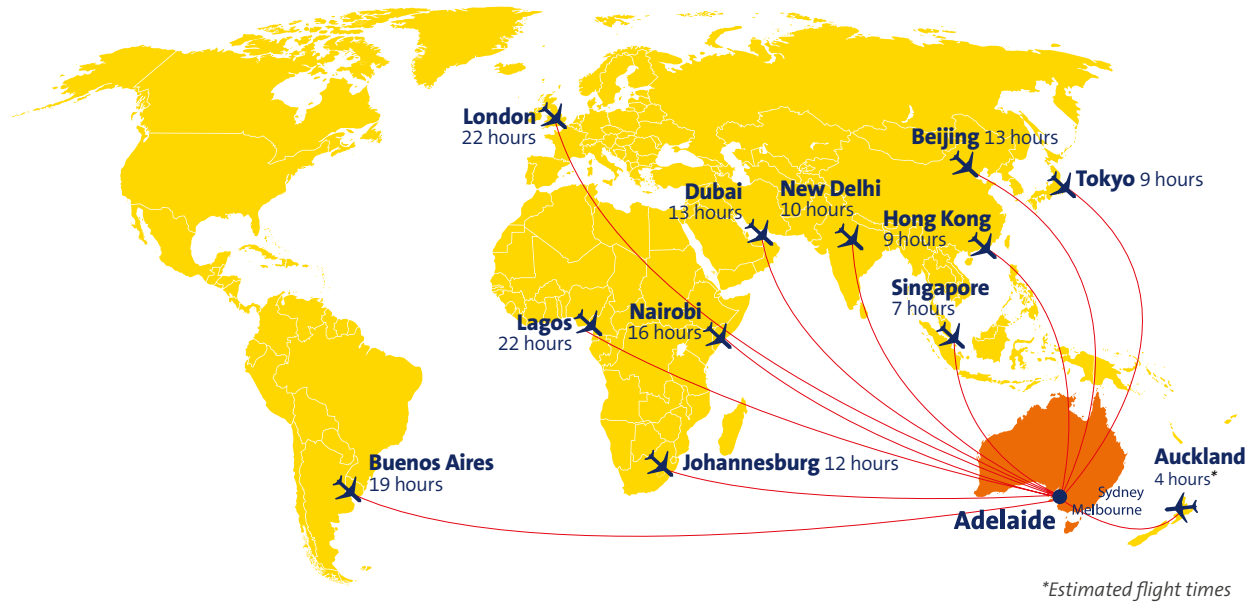 London
22 hours
Beijing 13 hours
Tokyo 9 hours
Dubai
13 hours
New Delhi
10 hours
Hong Kong
9 hours
Singapore
7 hours
Lagos
22 hours
Nairobi
16 hours
Buenos Aires
19 hours
Johannesburg 12 hours
Auckland
4 hours*
Sydney
Melbourne
Adelaide
*Estimated flight times